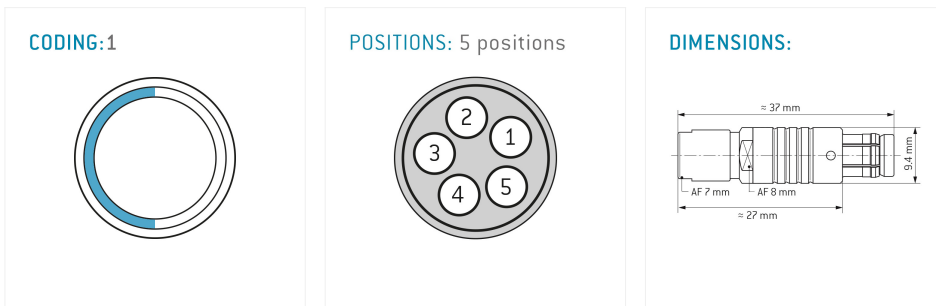 CODING:1
POSITIONS: 5 positions
2
1
3
4
5
DIMENSIONS:
≈ 37 mm
9.4 mm
AF 7 mm
AF 8 mm
≈ 27 mm